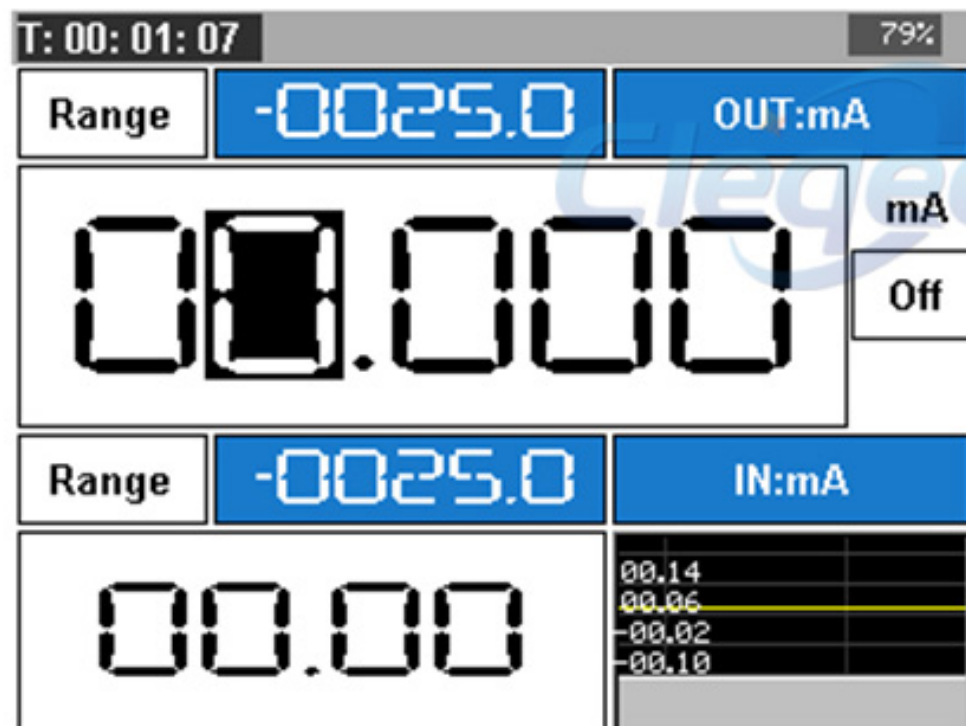 T: 00: 01: 07 79%
Range -0025.0 OUT:mA
00.000 mA
Off
Range -0025.0 IN:mA
00.00
00.14
00.06
-00.02
-00.10